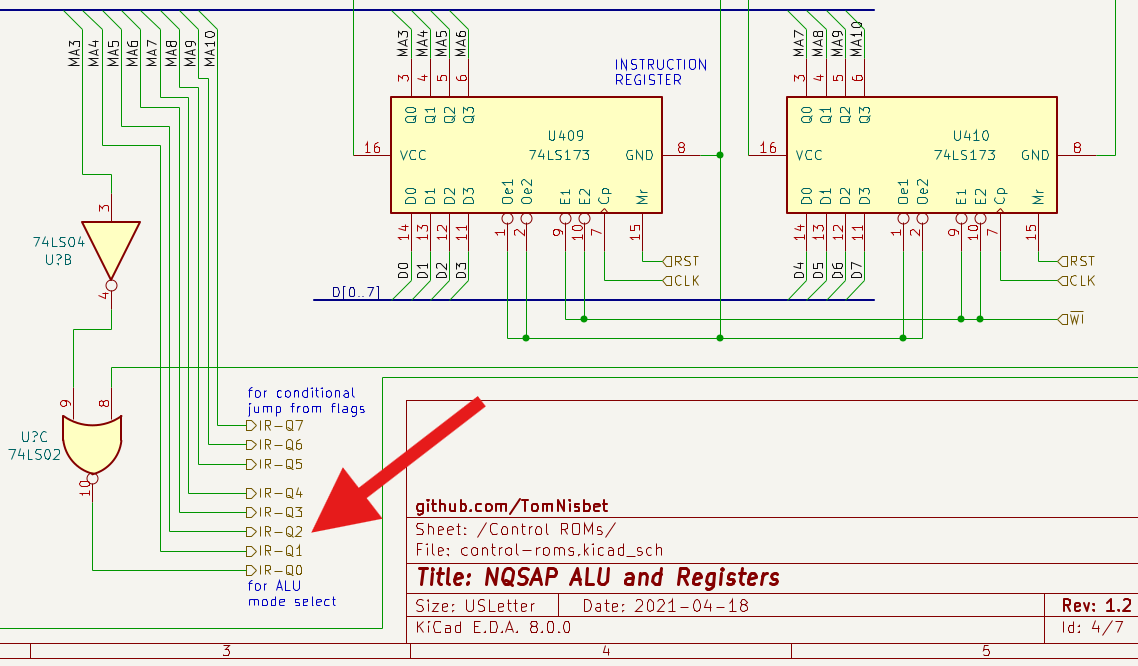 MA3
MA4
MA5
MA6
MA7
MA8
MA9
MA10
MA3
MA4
MA5
MA6
MA7
MA8
MA9
MA10
3
4
5
6
INSTRUCTION
REGISTER
3
4
5
6
Q0
Q1
Q2
Q3
U409
74LS173
16
VCC
GND
8
D0
D1
D2
D3
Oe1
Oe2
E1
E2
Cp
Mr
14
13
12
11
1
2
9
10
7
15
Q0
Q1
Q2
Q3
U410
74LS173
16
VCC
GND
8
D0
D1
D2
D3
Oe1
Oe2
E1
E2
Cp
Mr
14
13
12
11
1
2
9
10
7
15
3
74LS04
U?B
4
D0
D1
D2
D3
RST
CLK
D4
D5
D6
D7
RST
CLK
D[0..7]
WI
9
8
U?C
74LS02
10
for conditional
jump from flags
IR-Q7
IR-Q6
IR-Q5
IR-Q4
IR-Q3
IR-Q2
IR-Q1
IR-Q0
for ALU
mode select
github.com/TomNisbet
Sheet: /Control ROMs/
File: control-roms.kicad_sch
Title: NQSAP ALU and Registers
Size: USLetter Date: 2021-04-18 Rev: 1.2
KiCad E.D.A. 8.0.0 Id: 4/7
3 4 5